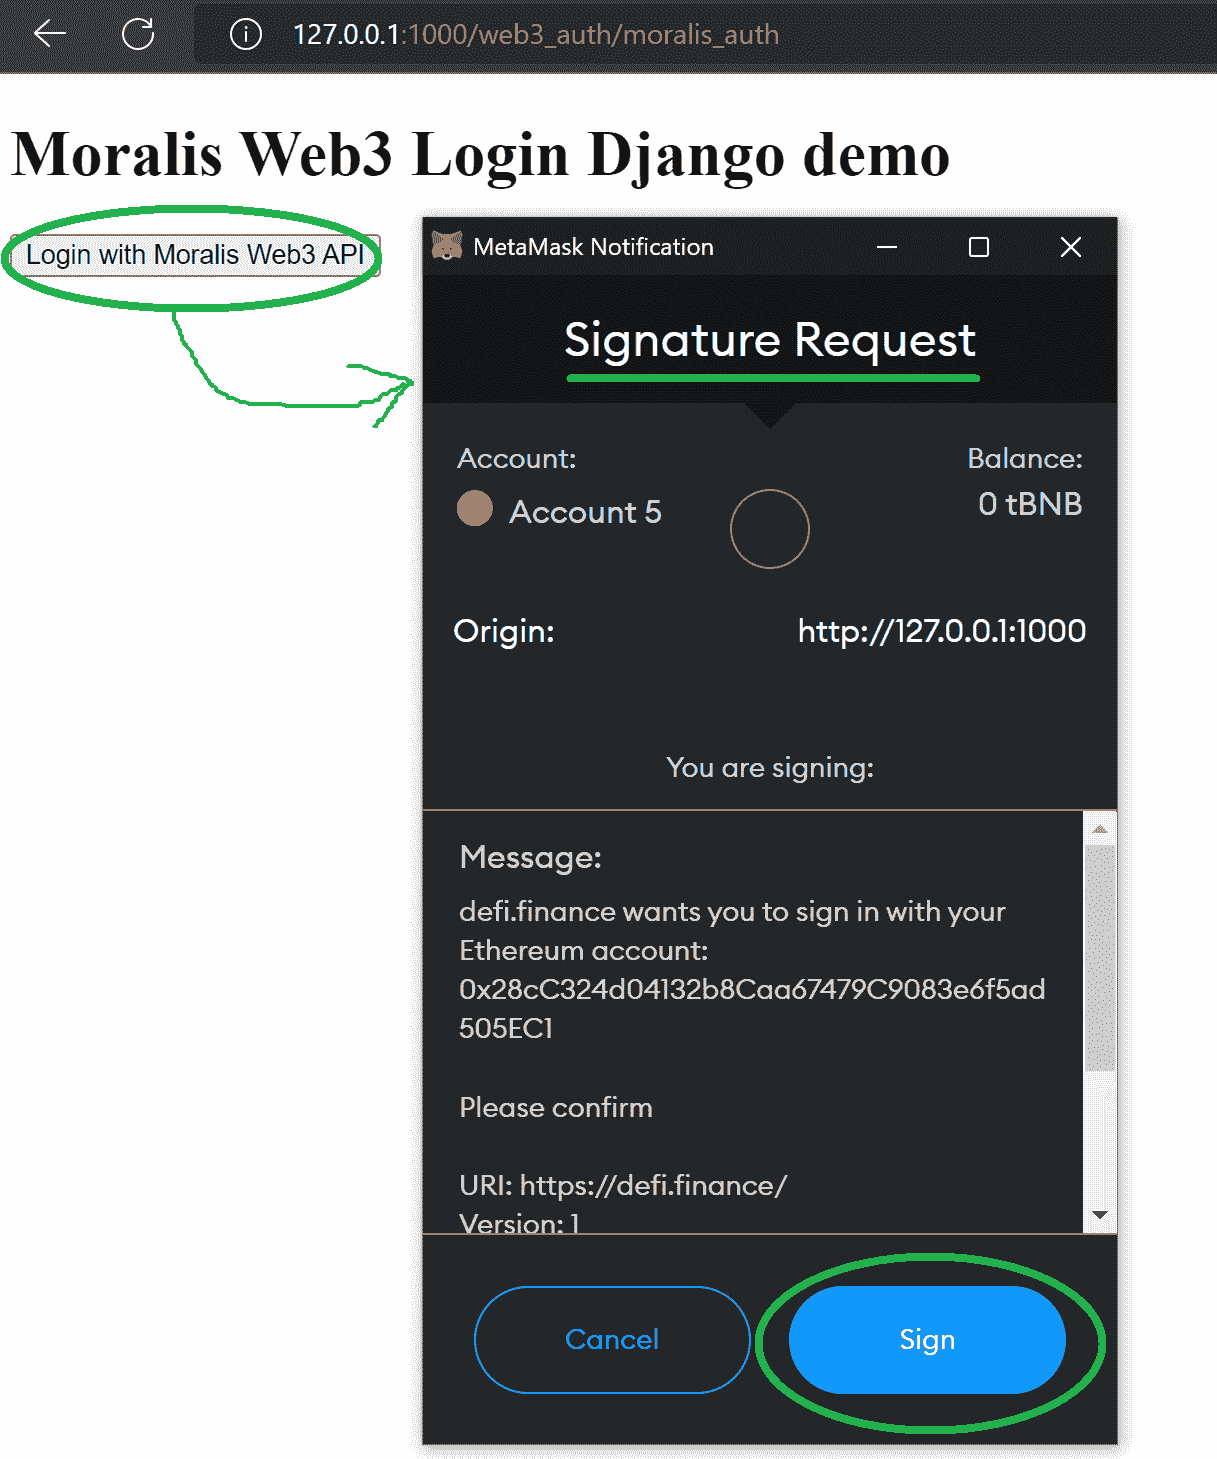 127.0.0.1:1000/web3_auth/moralis_auth
Moralis Web3 Login Django demo
Login with Moralis Web3 API
MetaMask Notification
Signature Request
Account:
Balance:
Account 5
0 tBNB
Origin:
http://127.0.0.1:1000
You are signing:
Message:
defi.finance wants you to sign in with your
Ethereum account:
0x28cC324d04132b8Caa67479C9083e6f5ad
505EC1
Please confirm
URI: https://defi.finance/
Version: 1
Cancel
Sign